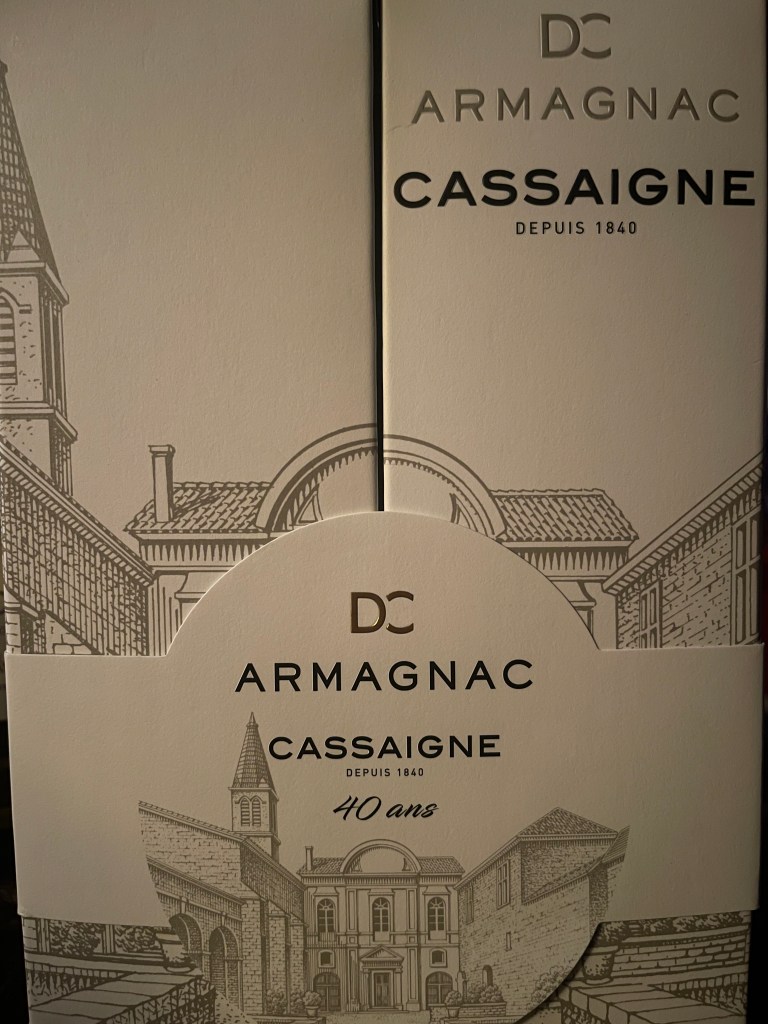 DC
ARMAGNAC
CASSAIGNE
DEPUIS 1840
DC
ARMAGNAC
CASSAIGNE
DEPUIS 1840
40 ans